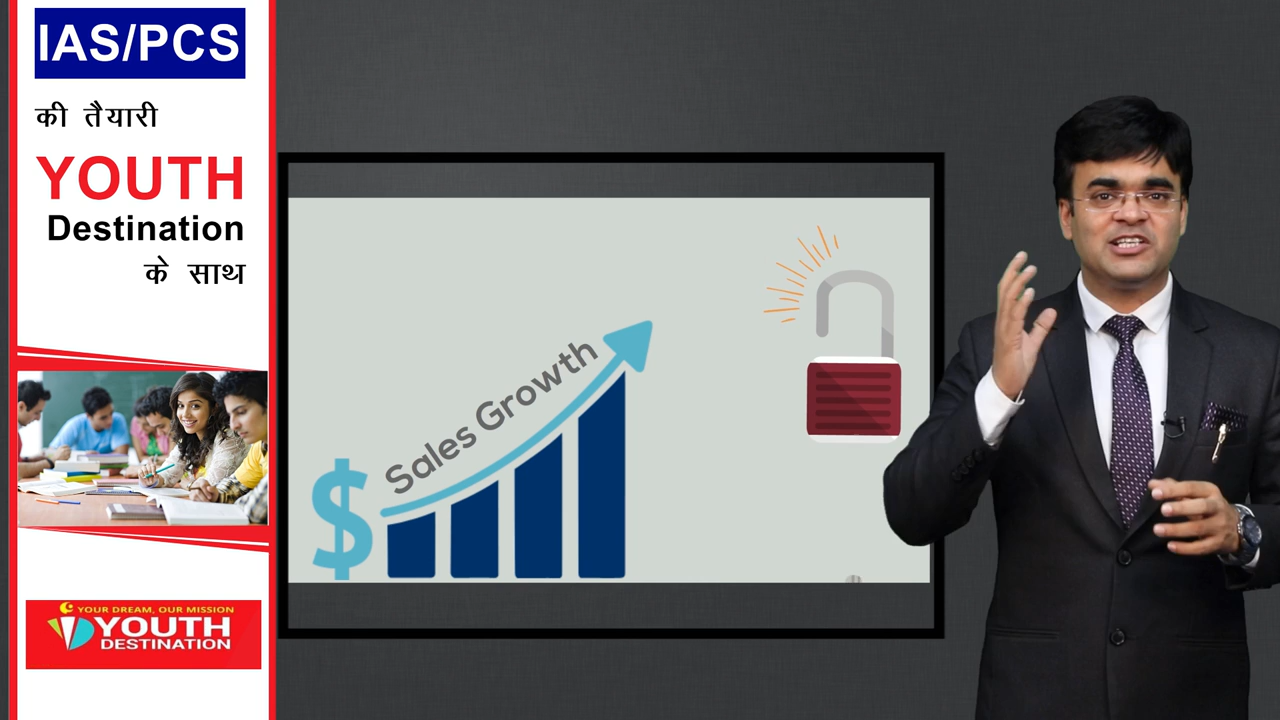 IAS/PCS
की तैयारी
YOUTH
Destination
के साथ
YOUR DREAM, OUR MISSION
YOUTH
DESTINATION
$ Sales Growth